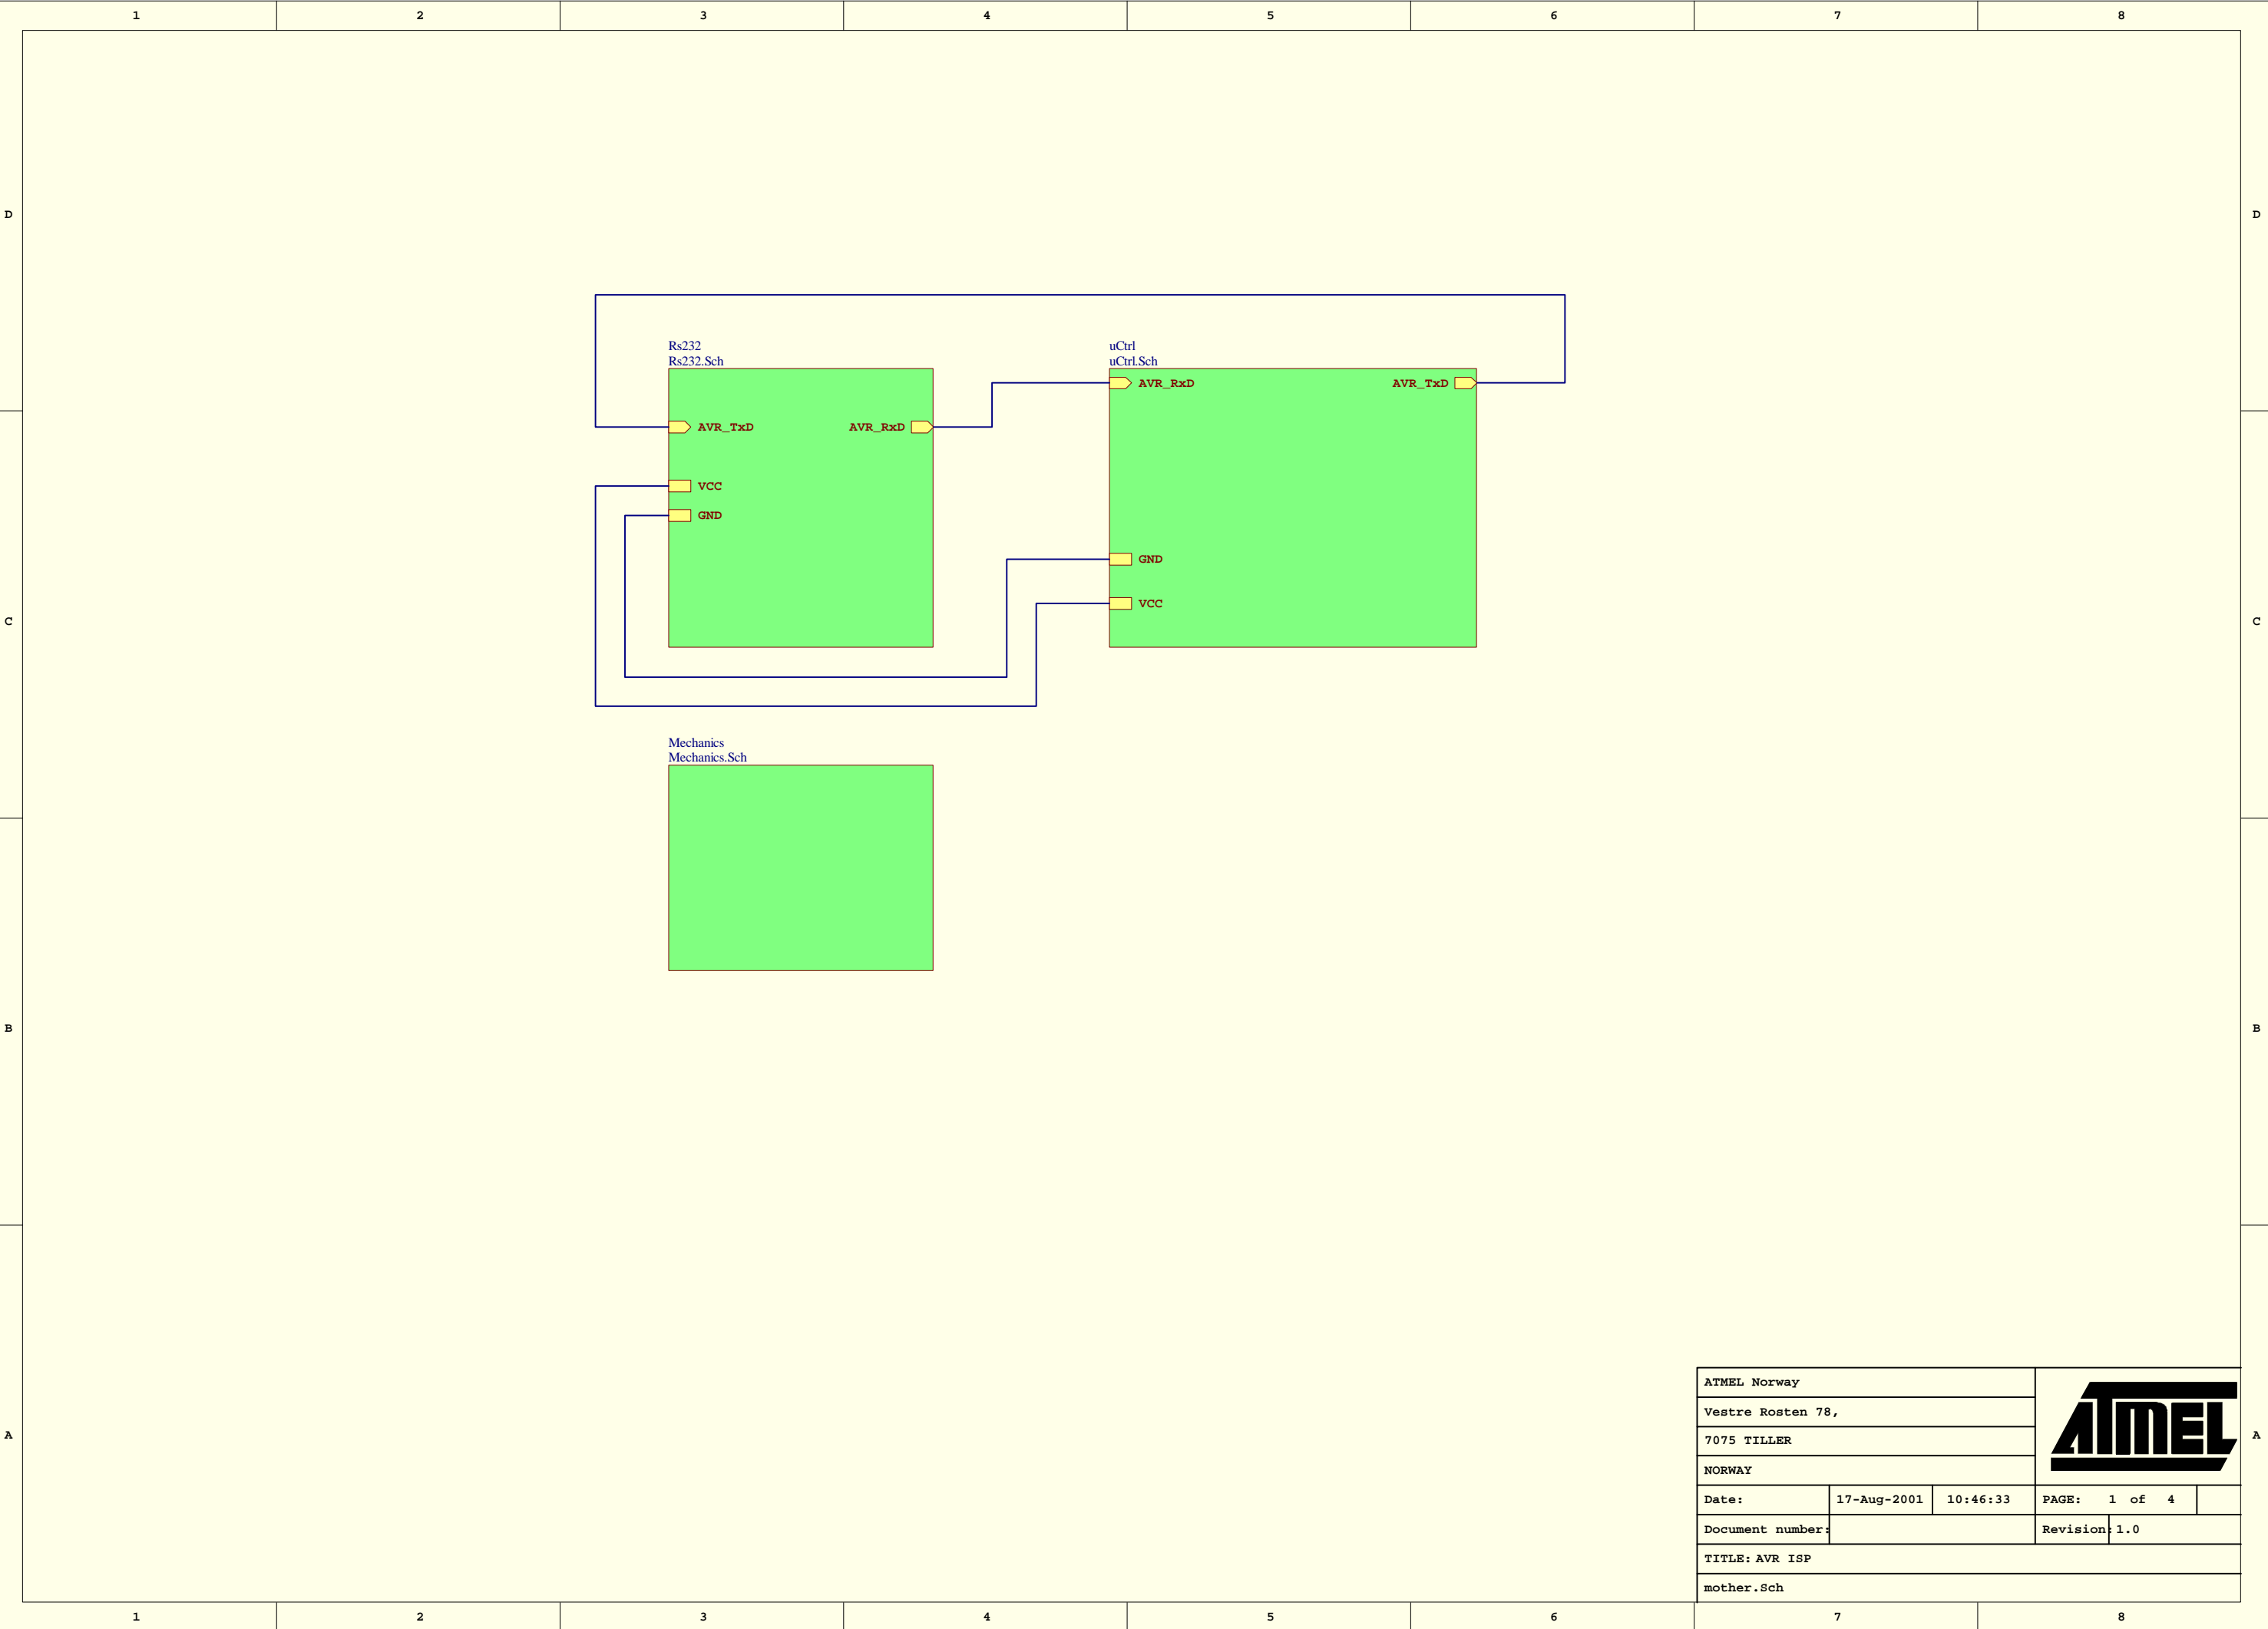 1 2 3 4 5 6 7 8
D D
Rs232
Rs232.Sch
uCtrl
uCtrl.Sch
AVR_RxD AVR_TxD
AVR_TxD AVR_RxD
VCC
GND
GND
VCC
C C
Mechanics
Mechanics.Sch
B B
A A
ATMEL Norway
Vestre Rosten 78,
7075 TILLER
NORWAY
ATMEL
Date: 17-Aug-2001 10:46:33 PAGE: 1 of 4
Document number: Revision: 1.0
TITLE: AVR ISP
mother.Sch
1 2 3 4 5 6 7 8